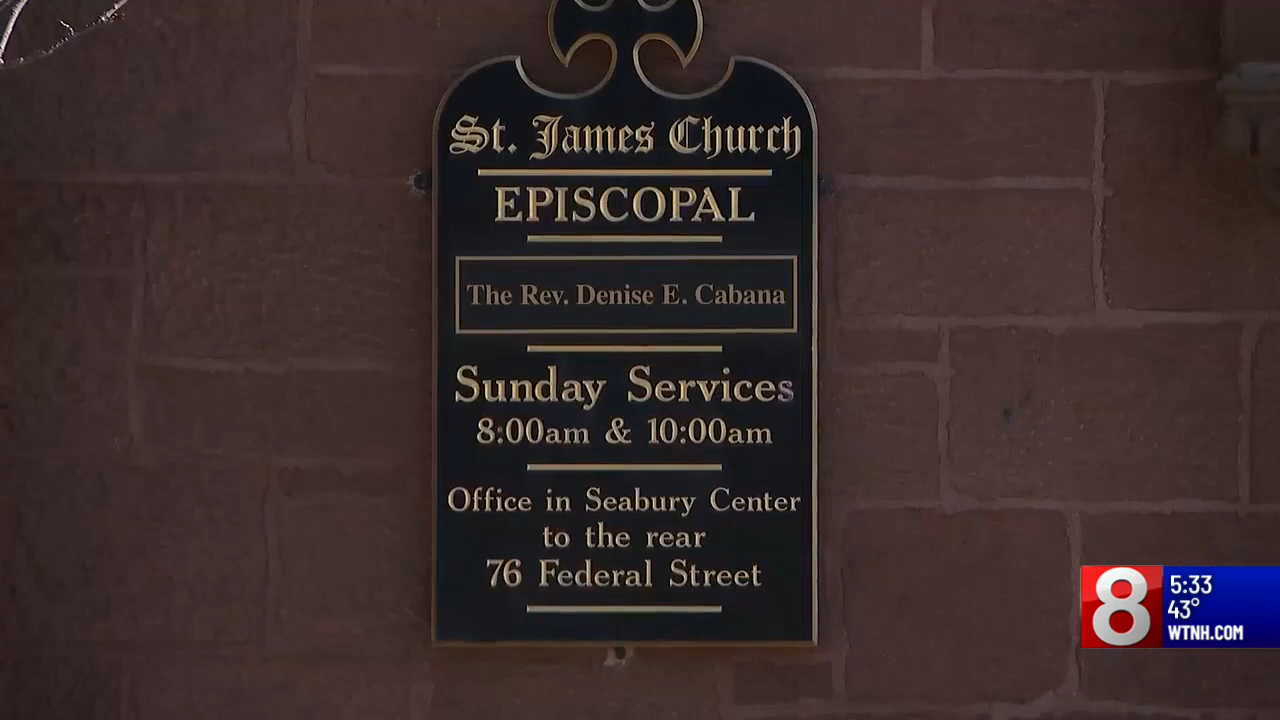 St. James Church
EPISCOPAL
The Rev. Denise E. Cabana
Sunday Services
8:00am & 10:00am
Office in Seabury Center
to the rear
76 Federal Street
8
5:33
43°
WTNH.COM